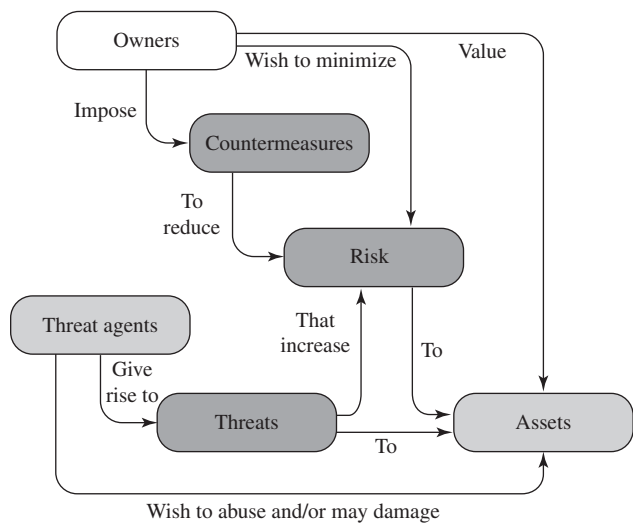 Owners
Value
Wish to minimize
Impose
Countermeasures
To
reduce
Risk
Threat agents
That
increase
To
Give
rise to
Threats
Assets
To
Wish to abuse and/or may damage